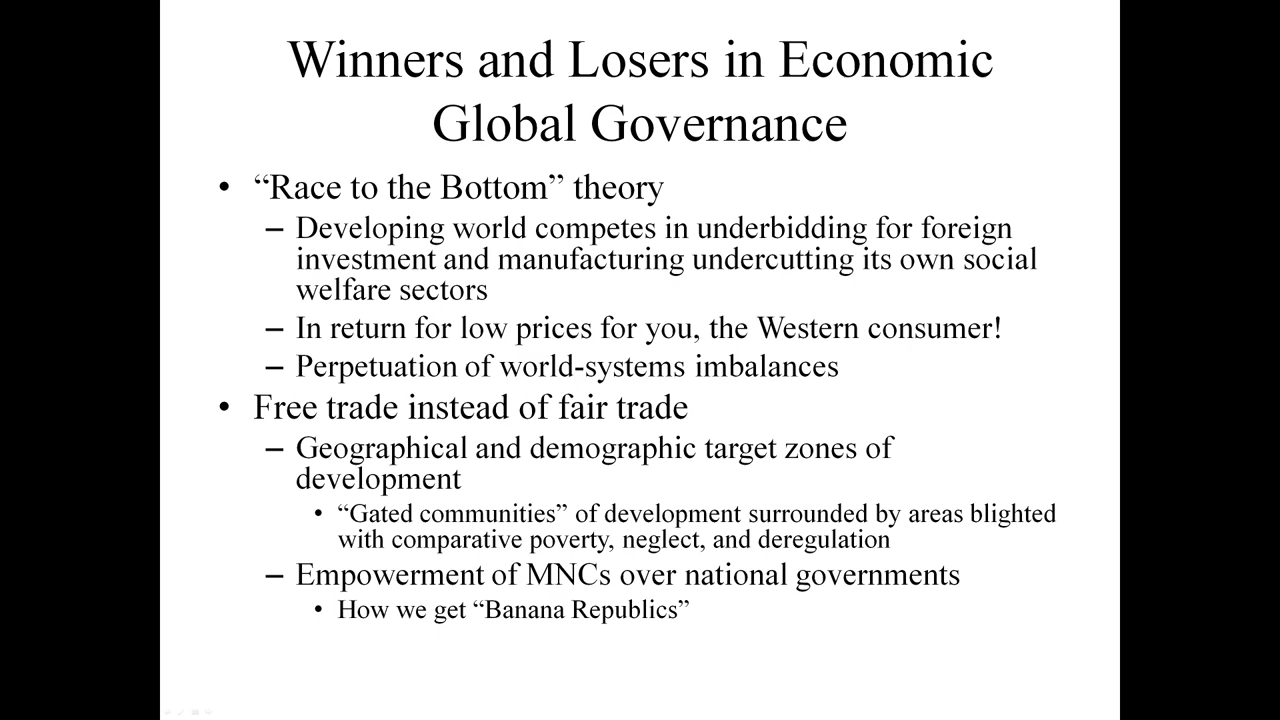 Winners and Losers in Economic
Global Governance
• “Race to the Bottom” theory
– Developing world competes in underbidding for foreign
investment and manufacturing undercutting its own social
welfare sectors
– In return for low prices for you, the Western consumer!
– Perpetuation of world-systems imbalances
• Free trade instead of fair trade
– Geographical and demographic target zones of
development
• “Gated communities” of development surrounded by areas blighted
with comparative poverty, neglect, and deregulation
– Empowerment of MNCs over national governments
• How we get “Banana Republics”